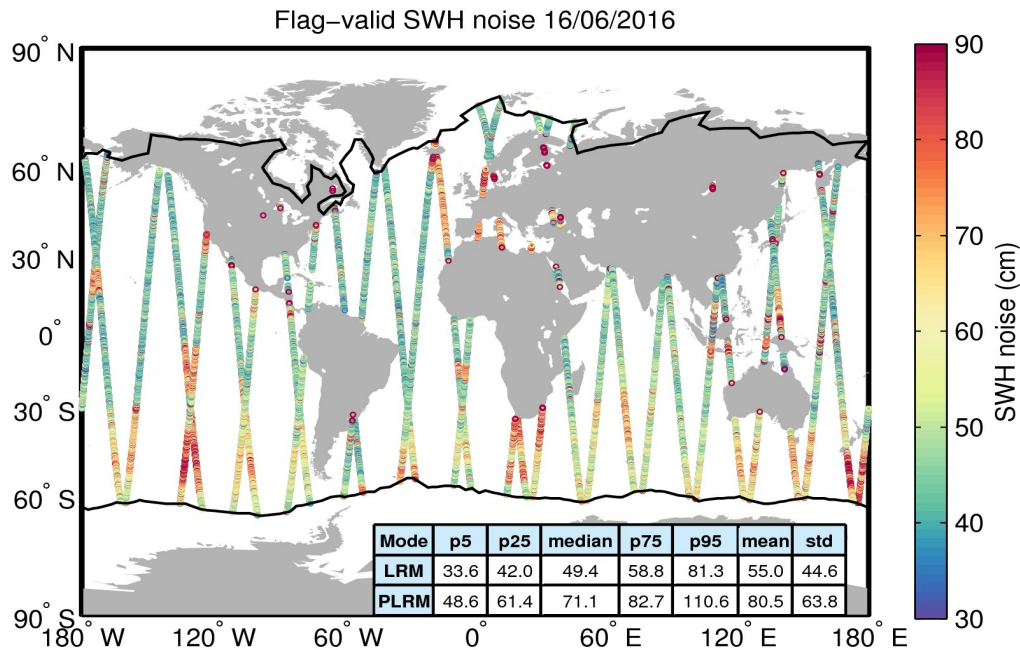 Flag−valid SWH noise 16/06/2016
90° N
60° N
30° N
0°
30° S
60° S
90° S
180° W 120° W 60° W 0° 60° E 120° E 180° E
Mode p5 p25 median p75 p95 mean std
LRM 33.6 42.0 49.4 58.8 81.3 55.0 44.6
PLRM 48.6 61.4 71.1 82.7 110.6 80.5 63.8
90
80
70
60
50
40
30
SWH noise (cm)